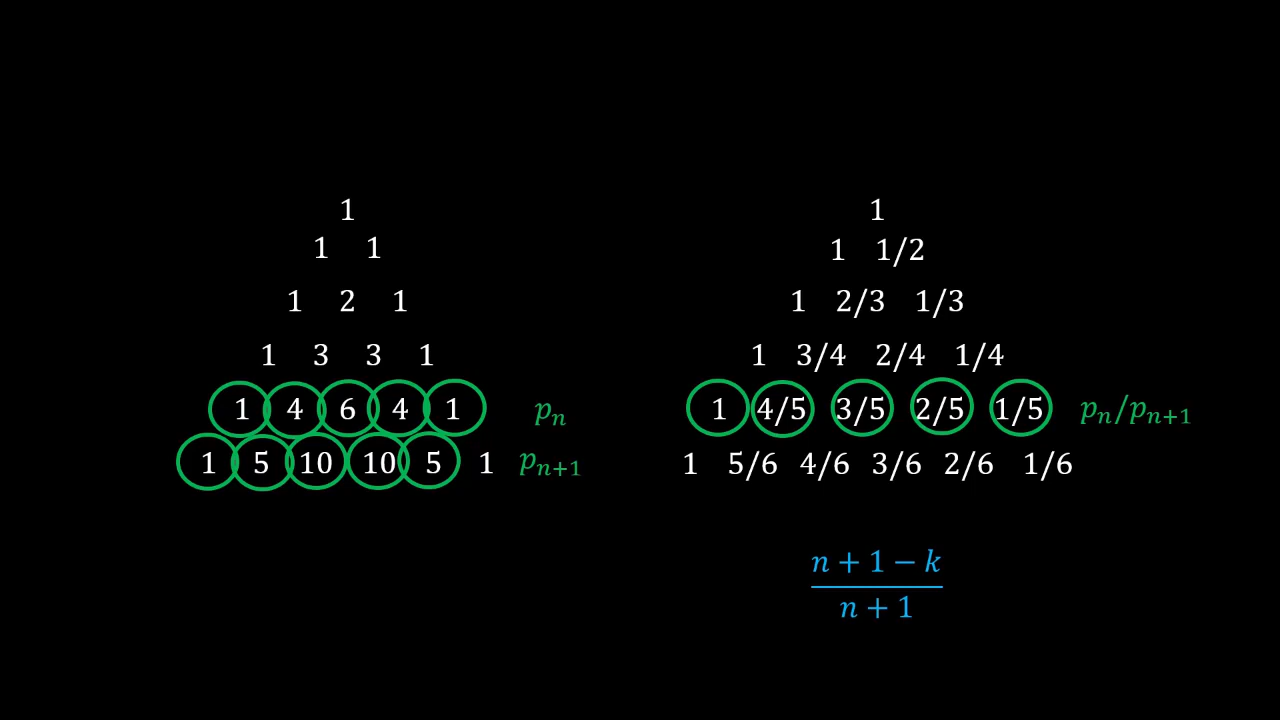 1
1 1
1 2 1
1 3 3 1
1 4 6 4 1 pₙ
1 5 10 10 5 1 pₙ₊₁
1
1 1/2
1 2/3 1/3
1 3/4 2/4 1/4
1 4/5 3/5 2/5 1/5 pₙ/pₙ₊₁
1 5/6 4/6 3/6 2/6 1/6
n + 1 − k
n + 1